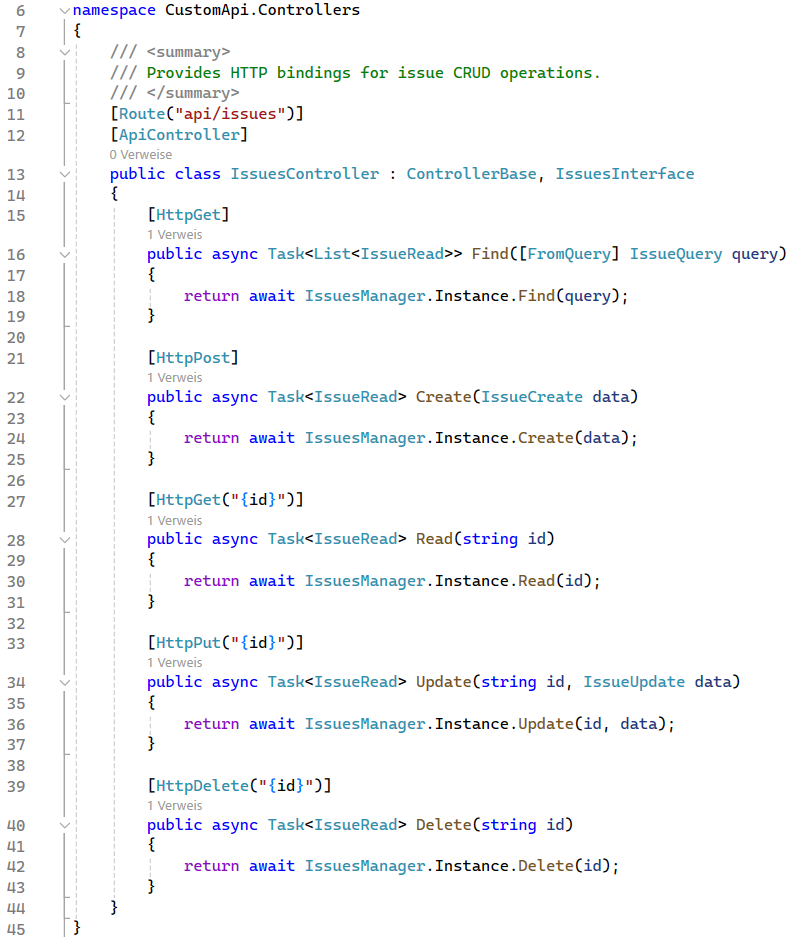 6 namespace CustomApi.Controllers
7 {
8 /// <summary>
9 /// Provides HTTP bindings for issue CRUD operations.
10 /// </summary>
11 [Route("api/issues")]
12 [ApiController]
0 Verweise
13 public class IssuesController : ControllerBase, IssuesInterface
14 {
15 [HttpGet]
1 Verweis
16 public async Task<List<IssueRead>> Find([FromQuery] IssueQuery query)
17 {
18 return await IssuesManager.Instance.Find(query);
19 }
20
21 [HttpPost]
1 Verweis
22 public async Task<IssueRead> Create(IssueCreate data)
23 {
24 return await IssuesManager.Instance.Create(data);
25 }
26
27 [HttpGet("{id}")]
1 Verweis
28 public async Task<IssueRead> Read(string id)
29 {
30 return await IssuesManager.Instance.Read(id);
31 }
32
33 [HttpPut("{id}")]
1 Verweis
34 public async Task<IssueRead> Update(string id, IssueUpdate data)
35 {
36 return await IssuesManager.Instance.Update(id, data);
37 }
38
39 [HttpDelete("{id}")]
1 Verweis
40 public async Task<IssueRead> Delete(string id)
41 {
42 return await IssuesManager.Instance.Delete(id);
43 }
44 }
45 }